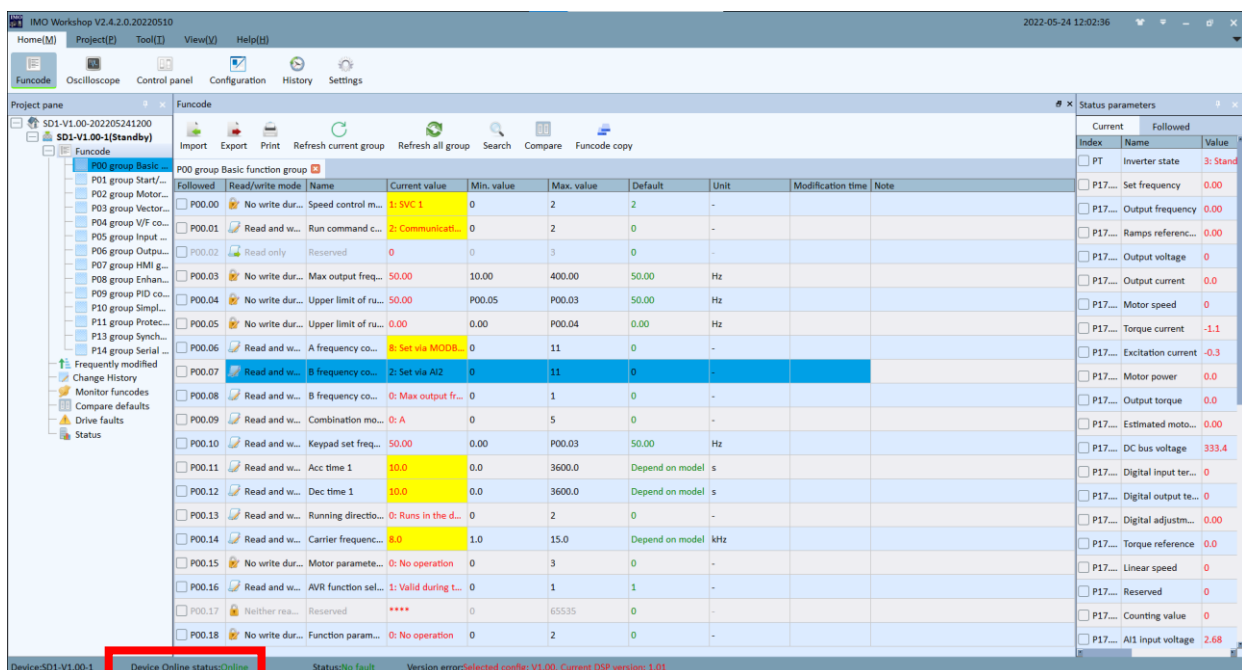 IMO Workshop V2.4.2.0.20220510 2022-05-24 12:02:36
Home(M) Project(P) Tool(T) View(V) Help(H)
Funcode Oscilloscope Control panel Configuration History Settings
Project pane
SD1-V1.00-202205241200
SD1-V1.00-1(Standby)
Funcode
P00 group Basic ...
P01 group Start/...
P02 group Motor...
P03 group Vector...
P04 group V/F co...
P05 group Input ...
P06 group Outpu...
P07 group HMI g...
P08 group Enhan...
P09 group PID co...
P10 group Simpl...
P11 group Protec...
P13 group Synch...
P14 group Serial ...
Frequently modified
Change History
Monitor funcodes
Compare defaults
Drive faults
Status
Funcode
Import Export Print Refresh current group Refresh all group Search Compare Funcode copy
P00 group Basic function group
Followed Read/write mode Name Current value Min. value Max. value Default Unit Modification time Note
P00.00 No write dur... Speed control m... 1: SVC 1 0 2 2 -
P00.01 Read and w... Run command c... 2: Communicati... 0 2 0 -
P00.02 Read only Reserved 0 0 3 0 -
P00.03 No write dur... Max output freq... 50.00 10.00 400.00 50.00 Hz
P00.04 No write dur... Upper limit of ru... 50.00 P00.05 P00.03 50.00 Hz
P00.05 No write dur... Upper limit of ru... 0.00 0.00 P00.04 0.00 Hz
P00.06 Read and w... A frequency co... 8: Set via MODB... 0 11 0 -
P00.07 Read and w... B frequency co... 2: Set via AI2 0 11 0 -
P00.08 Read and w... B frequency co... 0: Max output fr... 0 1 0 -
P00.09 Read and w... Combination mo... 0: A 0 5 0 -
P00.10 Read and w... Keypad set freq... 50.00 0.00 P00.03 50.00 Hz
P00.11 Read and w... Acc time 1 10.0 0.0 3600.0 Depend on model s
P00.12 Read and w... Dec time 1 10.0 0.0 3600.0 Depend on model s
P00.13 Read and w... Running directio... 0: Runs in the d... 0 2 0 -
P00.14 Read and w... Carrier frequenc... 8.0 1.0 15.0 Depend on model kHz
P00.15 No write dur... Motor paramete... 0: No operation 0 3 0 -
P00.16 Read and w... AVR function sel... 1: Valid during t... 0 1 1 -
P00.17 Neither rea... Reserved **** 0 65535 0 -
P00.18 No write dur... Function param... 0: No operation 0 2 0 -
Status parameters
Current Followed
Index Name Value
PT Inverter state 3: Stand
P17.... Set frequency 0.00
P17.... Output frequency 0.00
P17.... Ramps referenc... 0.00
P17.... Output voltage 0
P17.... Output current 0.0
P17.... Motor speed 0
P17.... Torque current -1.1
P17.... Excitation current -0.3
P17.... Motor power 0.0
P17.... Output torque 0.0
P17.... Estimated moto... 0.00
P17.... DC bus voltage 333.4
P17.... Digital input ter... 0
P17.... Digital output te... 0
P17.... Digital adjustm... 0.00
P17.... Torque reference 0.0
P17.... Linear speed 0
P17.... Reserved 0
P17.... Counting value 0
P17.... AI1 input voltage 2.68
Device:SD1-V1.00-1 Device Online status:Online Status:No fault Version error:Selected config: V1.00, Current DSP version: 1.01